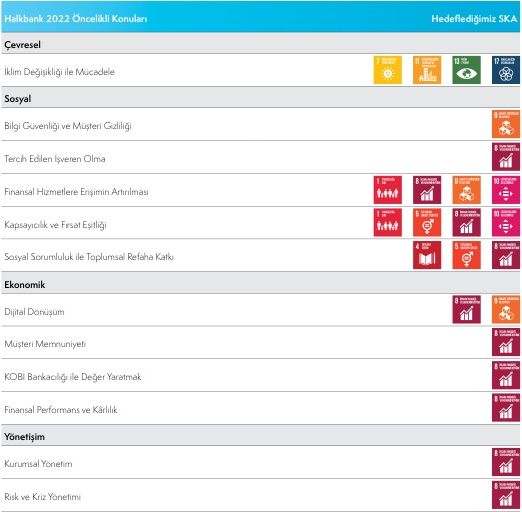 Halkbank 2022 Öncelikli Konuları Hedeflediğimiz SKA
Çevresel
İklim Değişikliği ile Mücadele 7 11 13 17
Sosyal
Bilgi Güvenliği ve Müşteri Gizliliği 9
Tercih Edilen İşveren Olma 8
Finansal Hizmetlere Erişimin Artırılması 1 8 9 10
Kapsayıcılık ve Fırsat Eşitliği 1 5 8 10
Sosyal Sorumluluk ile Toplumsal Refaha Katkı 4 5 8
Ekonomik
Dijital Dönüşüm 8 9
Müşteri Memnuniyeti 8
KOBİ Bankacılığı ile Değer Yaratmak 8
Finansal Performans ve Kârlılık 8
Yönetişim
Kurumsal Yönetim 8
Risk ve Kriz Yönetimi 8